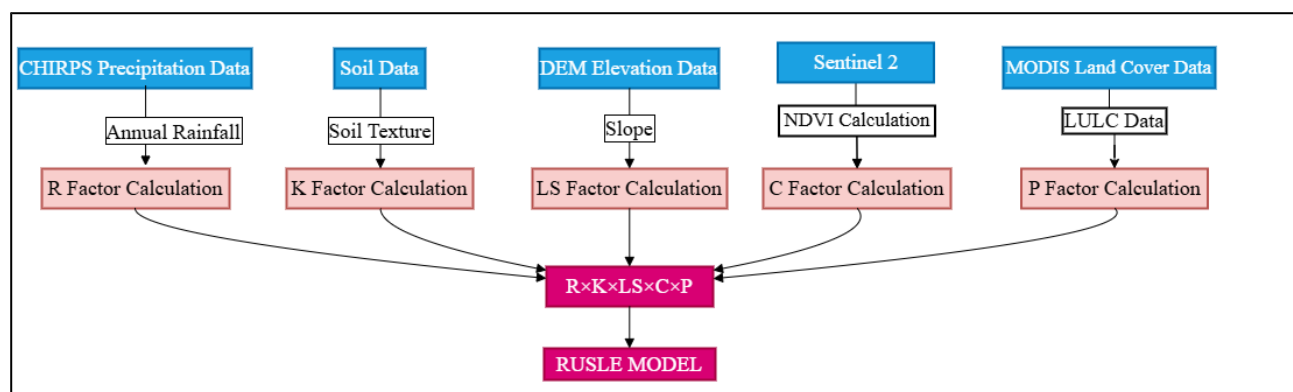 CHIRPS Precipitation Data
Soil Data
DEM Elevation Data
Sentinel 2
MODIS Land Cover Data
Annual Rainfall
Soil Texture
Slope
NDVI Calculation
LULC Data
R Factor Calculation
K Factor Calculation
LS Factor Calculation
C Factor Calculation
P Factor Calculation
R×K×LS×C×P
RUSLE MODEL